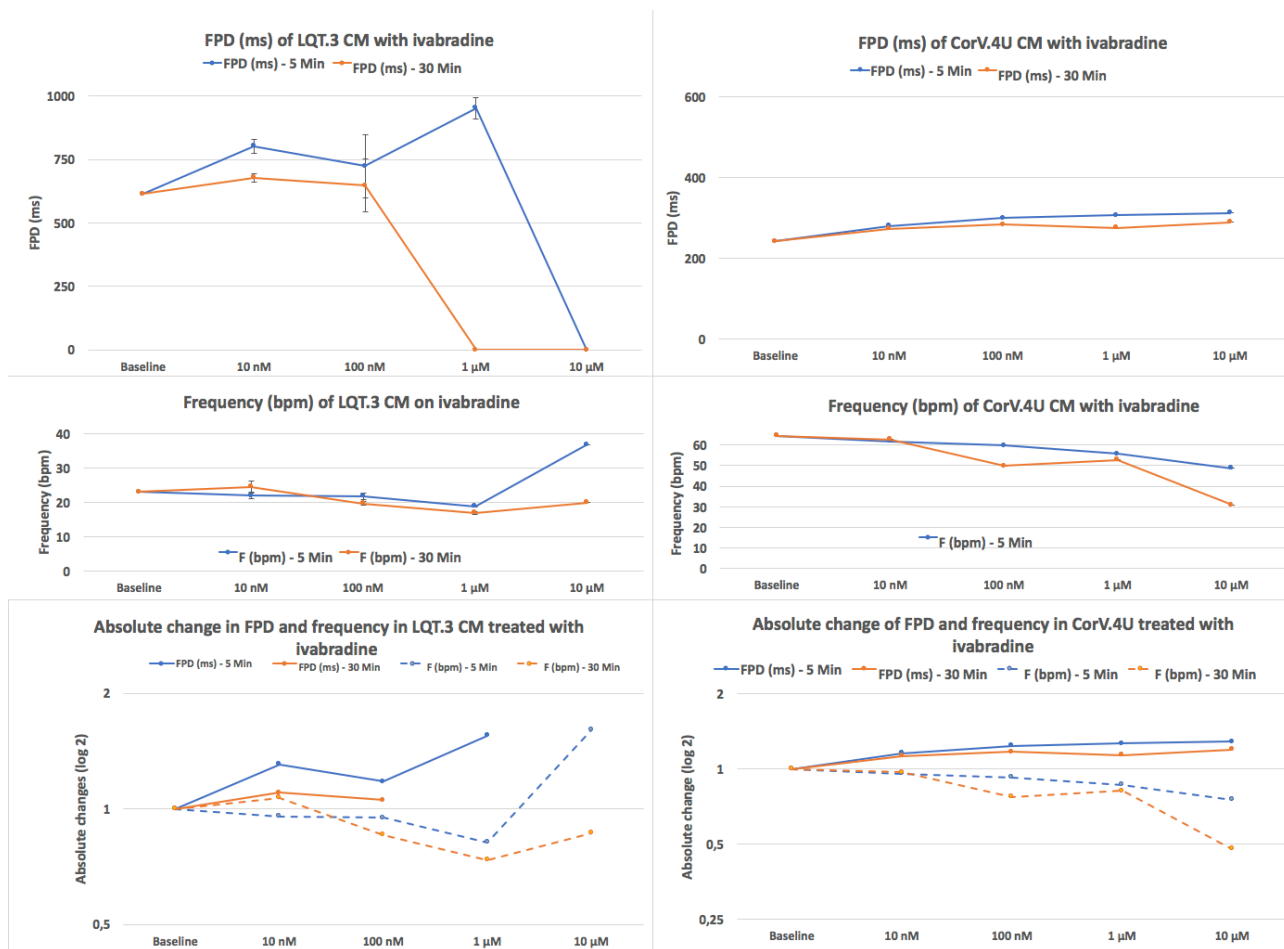 FPD (ms) of LQT.3 CM with ivabradine
FPD (ms) - 5 Min FPD (ms) - 30 Min
1000
750
500
250
0
FPD (ms)
Baseline 10 nM 100 nM 1 µM 10 µM
FPD (ms) of CorV.4U CM with ivabradine
FPD (ms) - 5 Min FPD (ms) - 30 Min
600
400
200
0
FPD (ms)
Baseline 10 nM 100 nM 1 µM 10 µM
Frequency (bpm) of LQT.3 CM on ivabradine
40
30
20
10
0
Frequency (bpm)
F (bpm) - 5 Min F (bpm) - 30 Min
Baseline 10 nM 100 nM 1 µM 10 µM
Frequency (bpm) of CorV.4U CM with ivabradine
60
50
40
30
20
10
0
Frequency (bpm)
F (bpm) - 5 Min
Baseline 10 nM 100 nM 1 µM 10 µM
Absolute change in FPD and frequency in LQT.3 CM treated with
ivabradine
FPD (ms) - 5 Min FPD (ms) - 30 Min F (bpm) - 5 Min F (bpm) - 30 Min
2
1
0,5
Absolute changes (log 2)
Baseline 10 nM 100 nM 1 µM 10 µM
Absolute change of FPD and frequency in CorV.4U treated with
ivabradine
FPD (ms) - 5 Min FPD (ms) - 30 Min F (bpm) - 5 Min F (bpm) - 30 Min
2
1
0,5
0,25
Absolute change (log 2)
Baseline 10 nM 100 nM 1 µM 10 µM